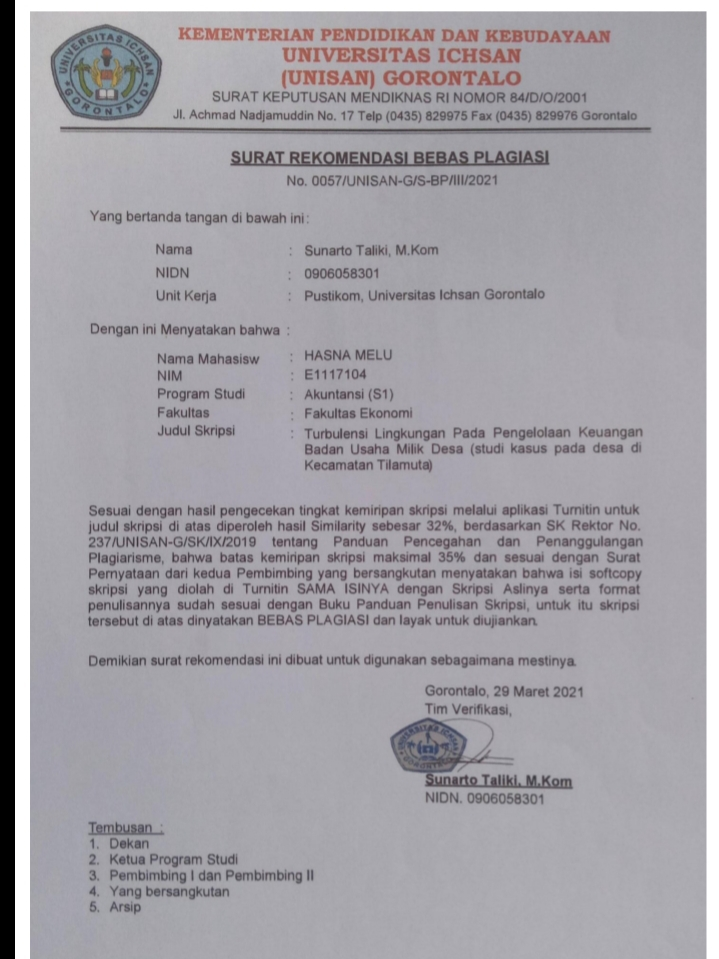 UNIVERSITAS ICHSAN
GORONTALO
KEMENTERIAN PENDIDIKAN DAN KEBUDAYAAN
UNIVERSITAS ICHSAN
(UNISAN) GORONTALO
SURAT KEPUTUSAN MENDIKNAS RI NOMOR 84/D/O/2001
Jl. Achmad Nadjamuddin No. 17 Telp (0435) 829975 Fax (0435) 829976 Gorontalo
SURAT REKOMENDASI BEBAS PLAGIASI
No. 0057/UNISAN-G/S-BP/III/2021
Yang bertanda tangan di bawah ini :
Nama : Sunarto Taliki, M.Kom
NIDN : 0906058301
Unit Kerja : Pustikom, Universitas Ichsan Gorontalo
Dengan ini Menyatakan bahwa :
Nama Mahasisw : HASNA MELU
NIM : E1117104
Program Studi : Akuntansi (S1)
Fakultas : Fakultas Ekonomi
Judul Skripsi : Turbulensi Lingkungan Pada Pengelolaan Keuangan
Badan Usaha Milik Desa (studi kasus pada desa di
Kecamatan Tilamuta)
Sesuai dengan hasil pengecekan tingkat kemiripan skripsi melalui aplikasi Turnitin untuk
judul skripsi di atas diperoleh hasil Similarity sebesar 32%, berdasarkan SK Rektor No.
237/UNISAN-G/SK/IX/2019 tentang Panduan Pencegahan dan Penanggulangan
Plagiarisme, bahwa batas kemiripan skripsi maksimal 35% dan sesuai dengan Surat
Pernyataan dari kedua Pembimbing yang bersangkutan menyatakan bahwa isi softcopy
skripsi yang diolah di Turnitin SAMA ISINYA dengan Skripsi Aslinya serta format
penulisannya sudah sesuai dengan Buku Panduan Penulisan Skripsi, untuk itu skripsi
tersebut di atas dinyatakan BEBAS PLAGIASI dan layak untuk diujiankan.
Demikian surat rekomendasi ini dibuat untuk digunakan sebagaimana mestinya.
Gorontalo, 29 Maret 2021
Tim Verifikasi,
UNIVERSITAS ICHSAN
GORONTALO
Sunarto Taliki, M.Kom
NIDN. 0906058301
Tembusan :
1. Dekan
2. Ketua Program Studi
3. Pembimbing I dan Pembimbing II
4. Yang bersangkutan
5. Arsip